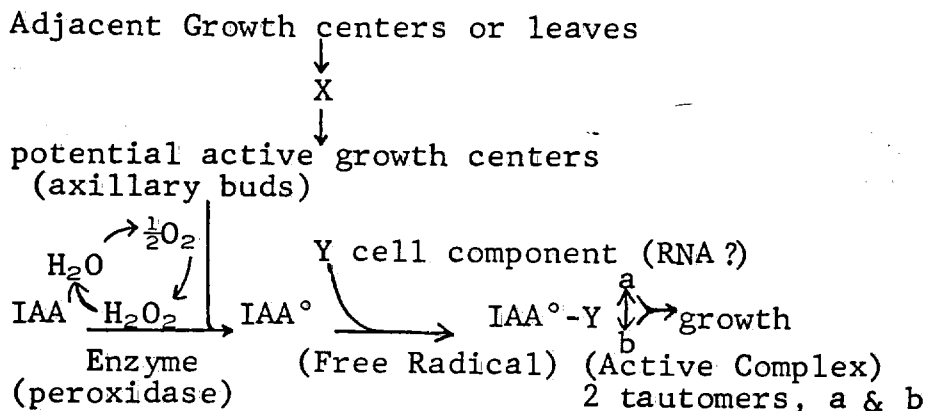 Adjacent Growth centers or leaves
X
potential active growth centers
(axillary buds)
½O₂
Y cell component (RNA?)
H₂O
a
IAA H₂O₂ IAA° IAA°-Y growth
b
Enzyme (Free Radical) (Active Complex)
(peroxidase) 2 tautomers, a & b